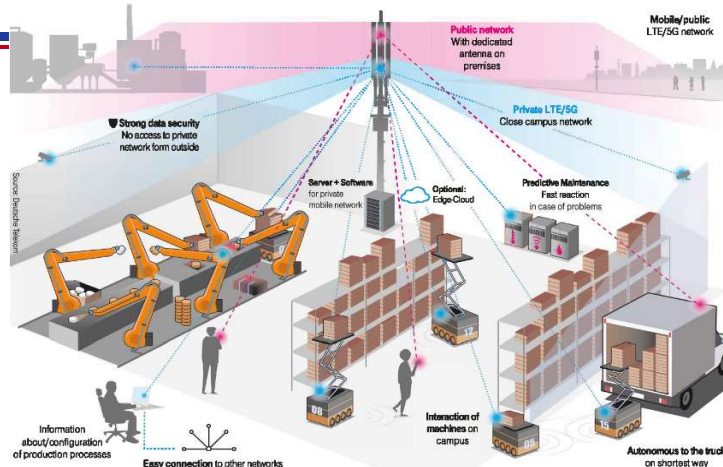 Public network
With dedicated
antenna on
premises
Mobile/public
LTE/5G network
Private LTE/5G
Close campus network
Strong data security
No access to private
network form outside
Source: Deutsche Telecom
Server + Software
for private
mobile network
Optional:
Edge-Cloud
Predictive Maintenance
Fast reaction
in case of problems
12
08
05
15
Interaction of
machines on
campus
Information
about/configuration
of production processes
Easy connection to other networks
Autonomous to the truck
on shortest way